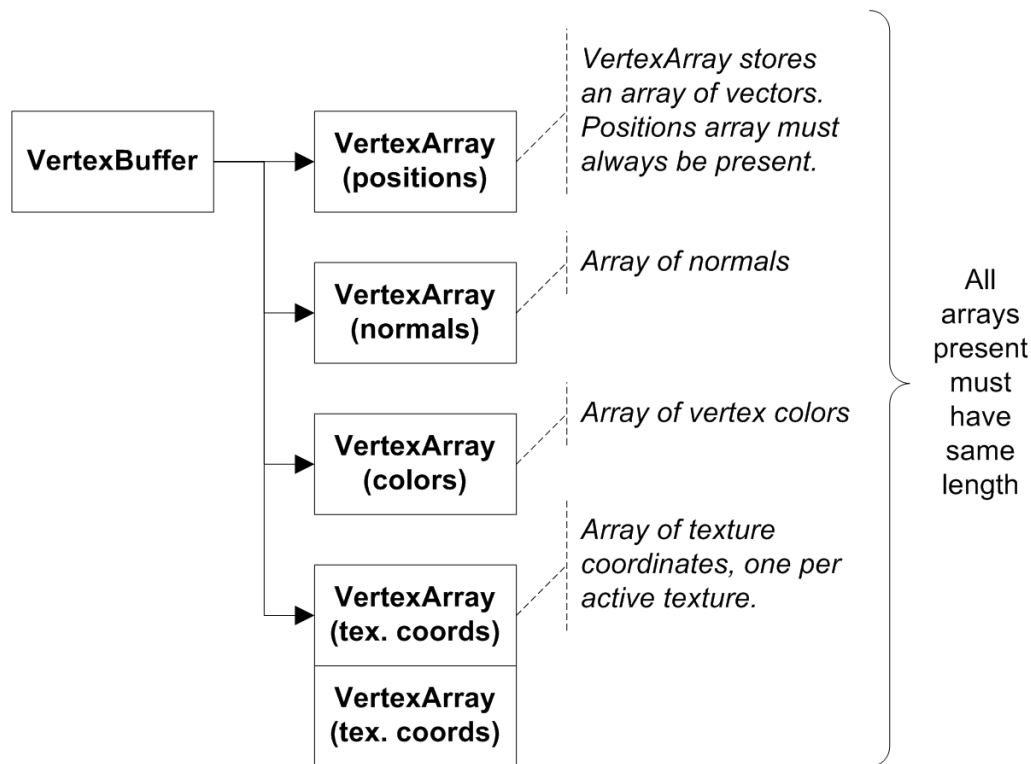 VertexBuffer
VertexArray
(positions)
VertexArray stores
an array of vectors.
Positions array must
always be present.
VertexArray
(normals)
Array of normals
VertexArray
(colors)
Array of vertex colors
VertexArray
(tex. coords)
Array of texture
coordinates, one per
active texture.
VertexArray
(tex. coords)
All
arrays
present
must
have
same
length